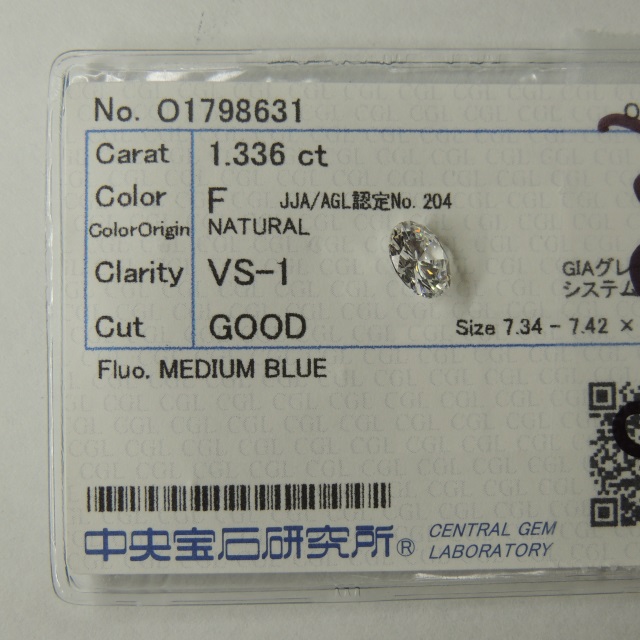 No. O1798631
Carat 1.336 ct
Color F JJA/AGL認定No. 204
ColorOrigin NATURAL
Clarity VS-1
GIAグレ
システム
Cut GOOD Size 7.34 - 7.42 ×
Fluo. MEDIUM BLUE
中央宝石研究所® CENTRAL GEM
LABORATORY